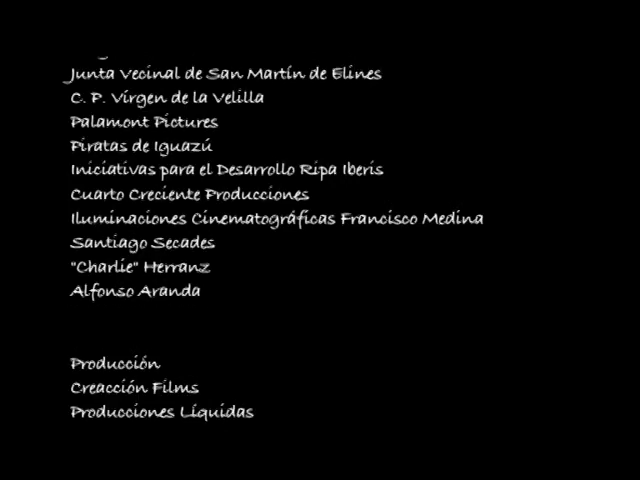 Junta Vecinal de San Martín de Elines
C. P. Vírgen de la Velilla
Palamont Pictures
Piratas de Iguazú
Iniciativas para el Desarrollo Ripa Iberis
Cuarto Creciente Producciones
Iluminaciones Cinematográficas Francisco Medina
Santiago Secades
"Charlie" Herranz
Alfonso Aranda
Producción
Creacción Films
Producciones Líquidas